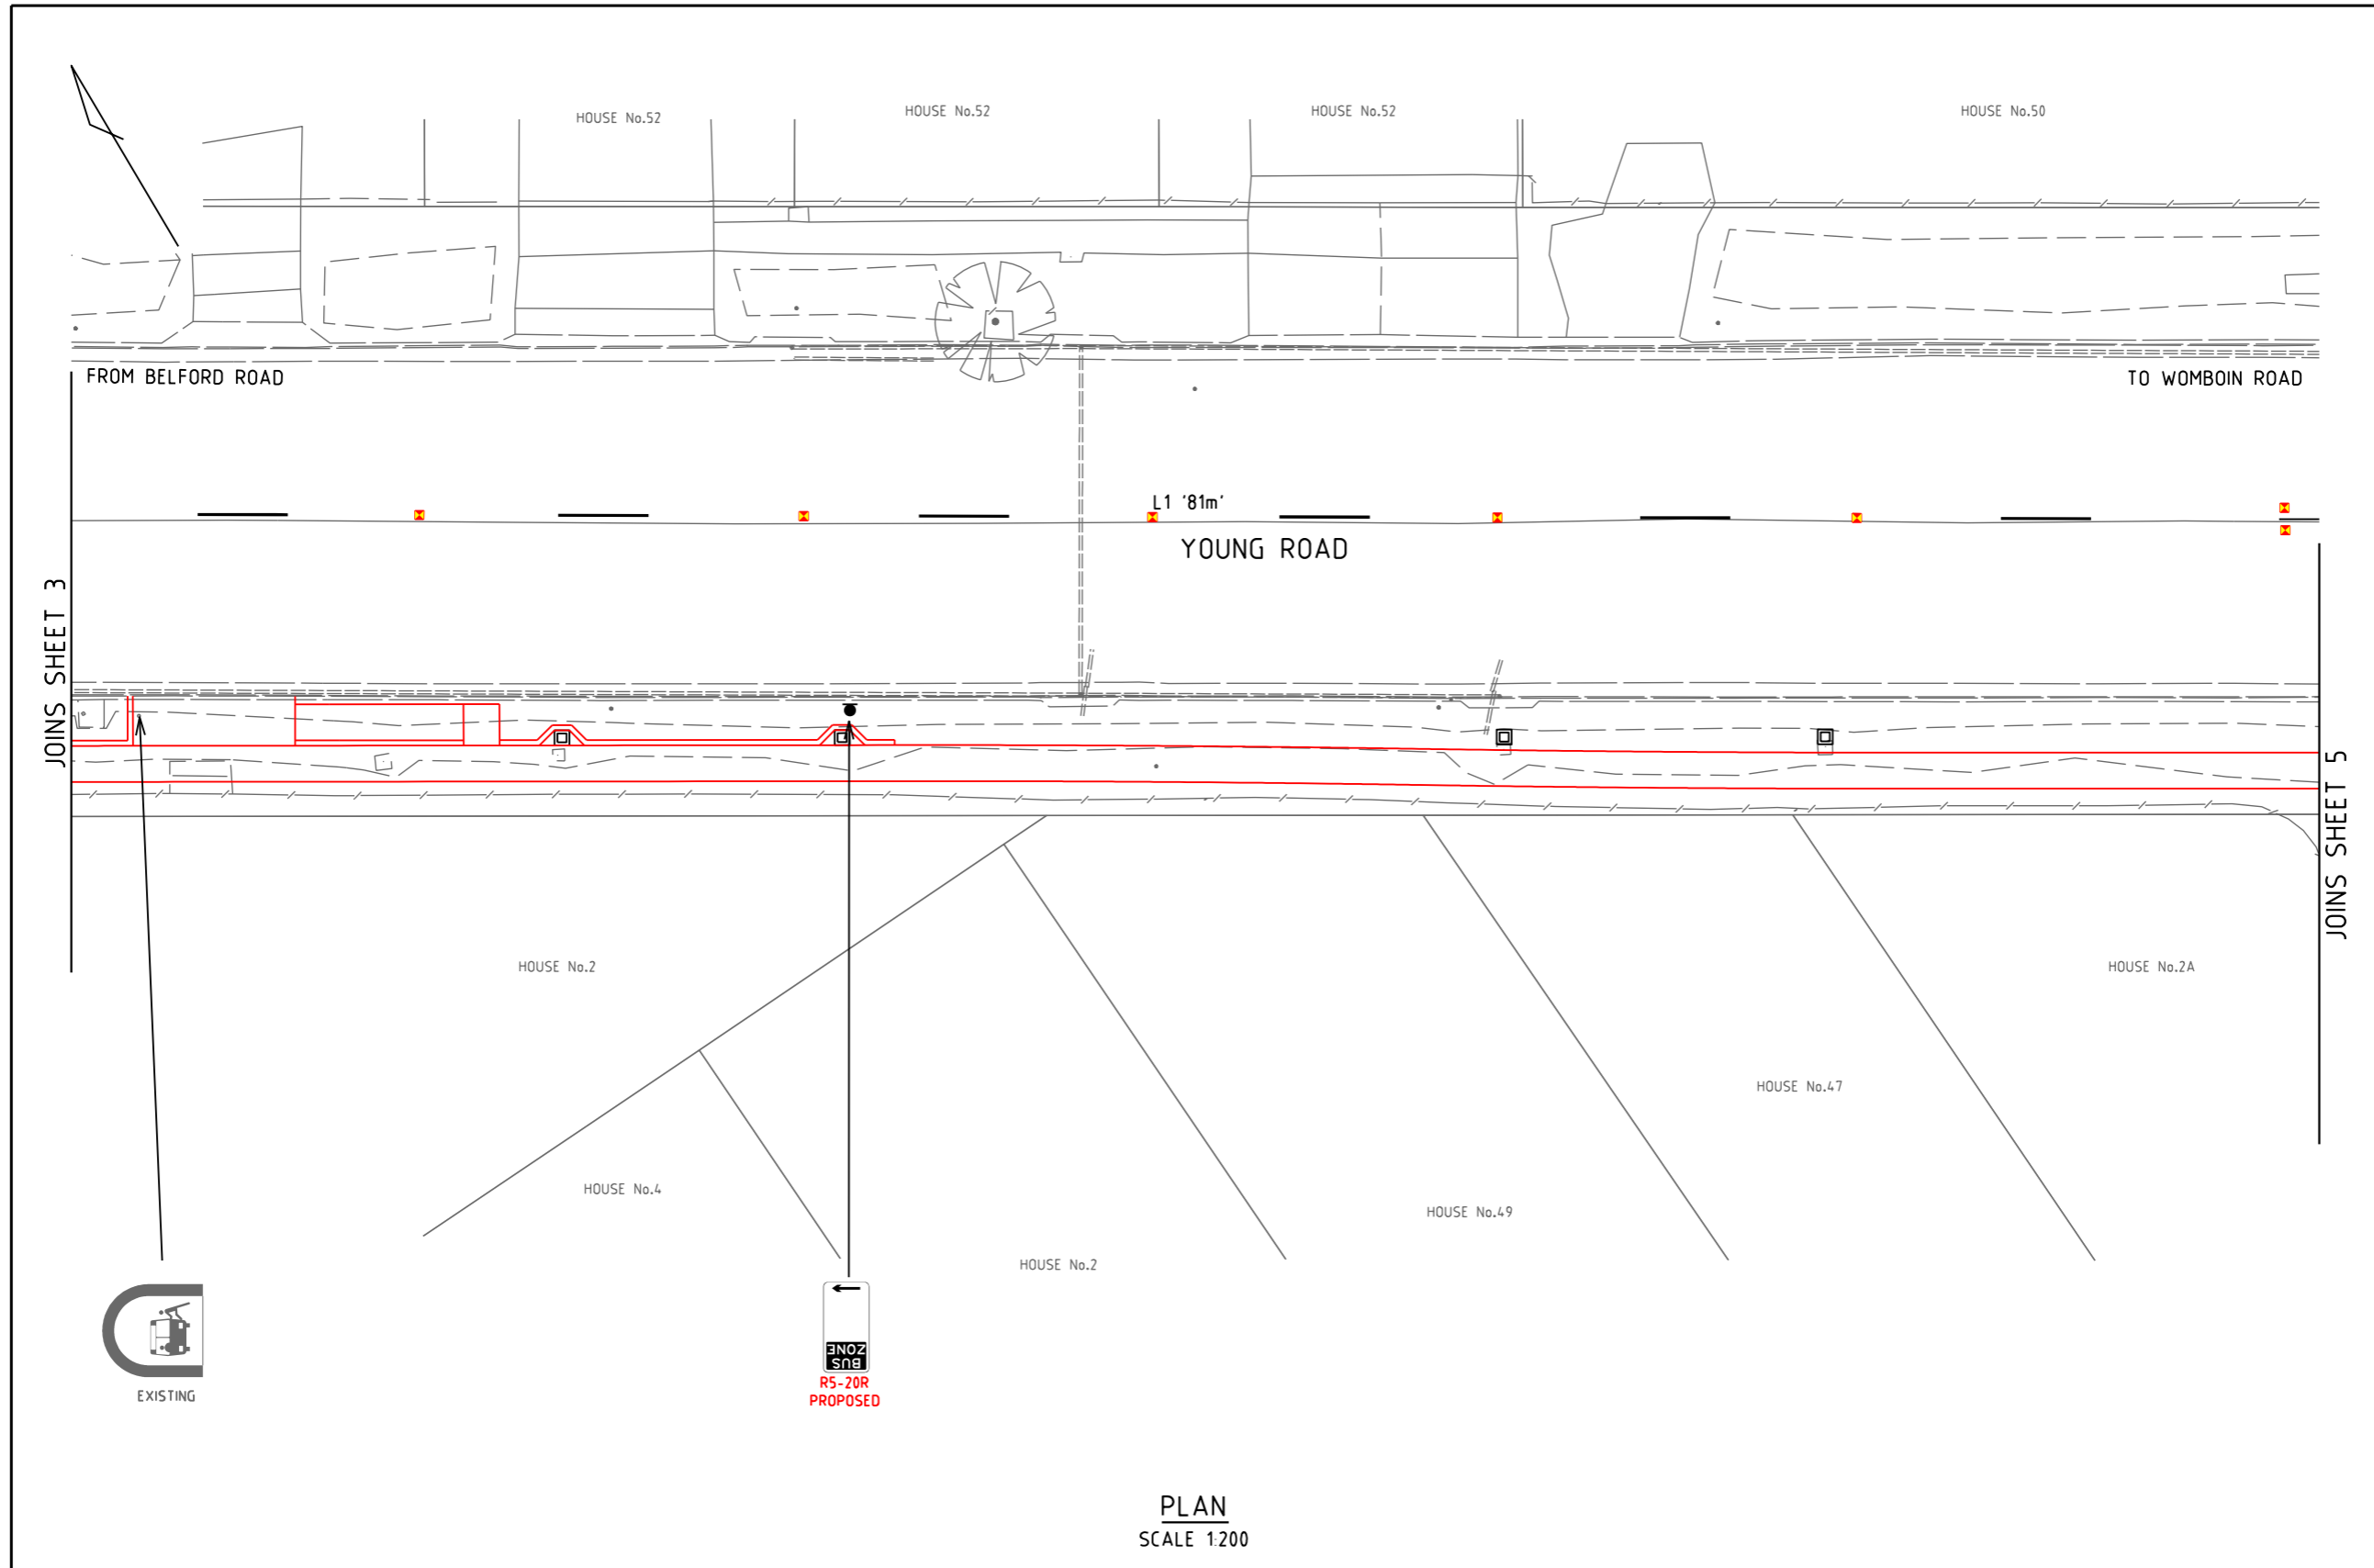 HOUSE No.52
HOUSE No.52
HOUSE No.52
HOUSE No.50
FROM BELFORD ROAD
TO WOMBOIN ROAD
L1 '81m'
YOUNG ROAD
JOINS SHEET 3
JOINS SHEET 5
HOUSE No.2
HOUSE No.2A
HOUSE No.47
HOUSE No.4
HOUSE No.49
HOUSE No.2
BUS
ZONE
R5-20R
PROPOSED
EXISTING
PLAN
SCALE 1:200